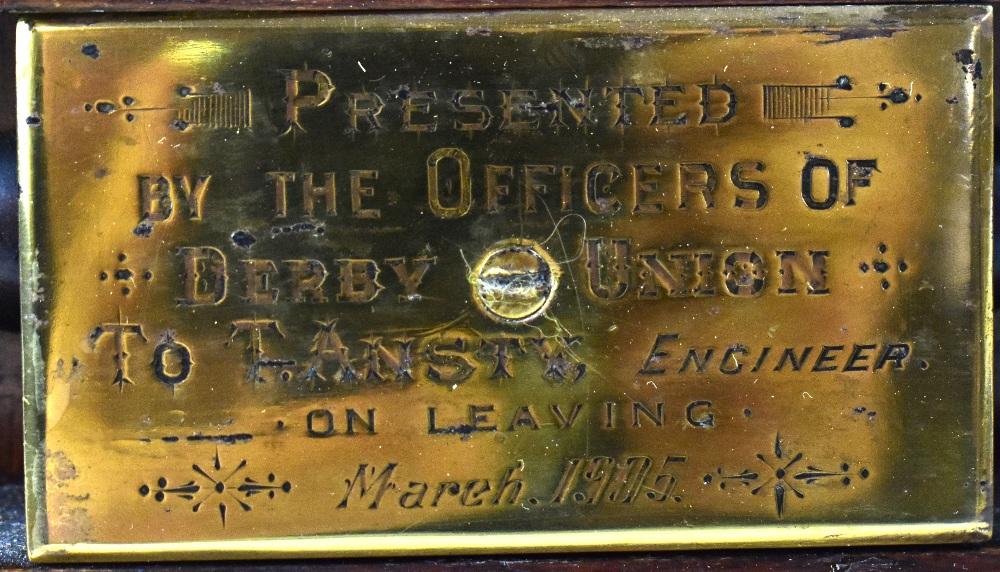 PRESENTED
BY THE OFFICERS OF
DERBY UNION
TO T. ANSTY, ENGINEER.
ON LEAVING
March. 1905.